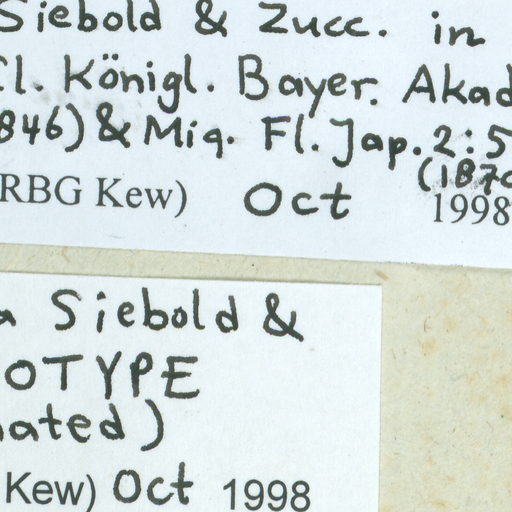 Siebold & Zucc. in
Cl. Königl. Bayer. Akad
846) & Miq. Fl. Jap. 2:5
(1870
RBG Kew) Oct 1998
a Siebold &
OTYPE
nated)
Kew) Oct 1998